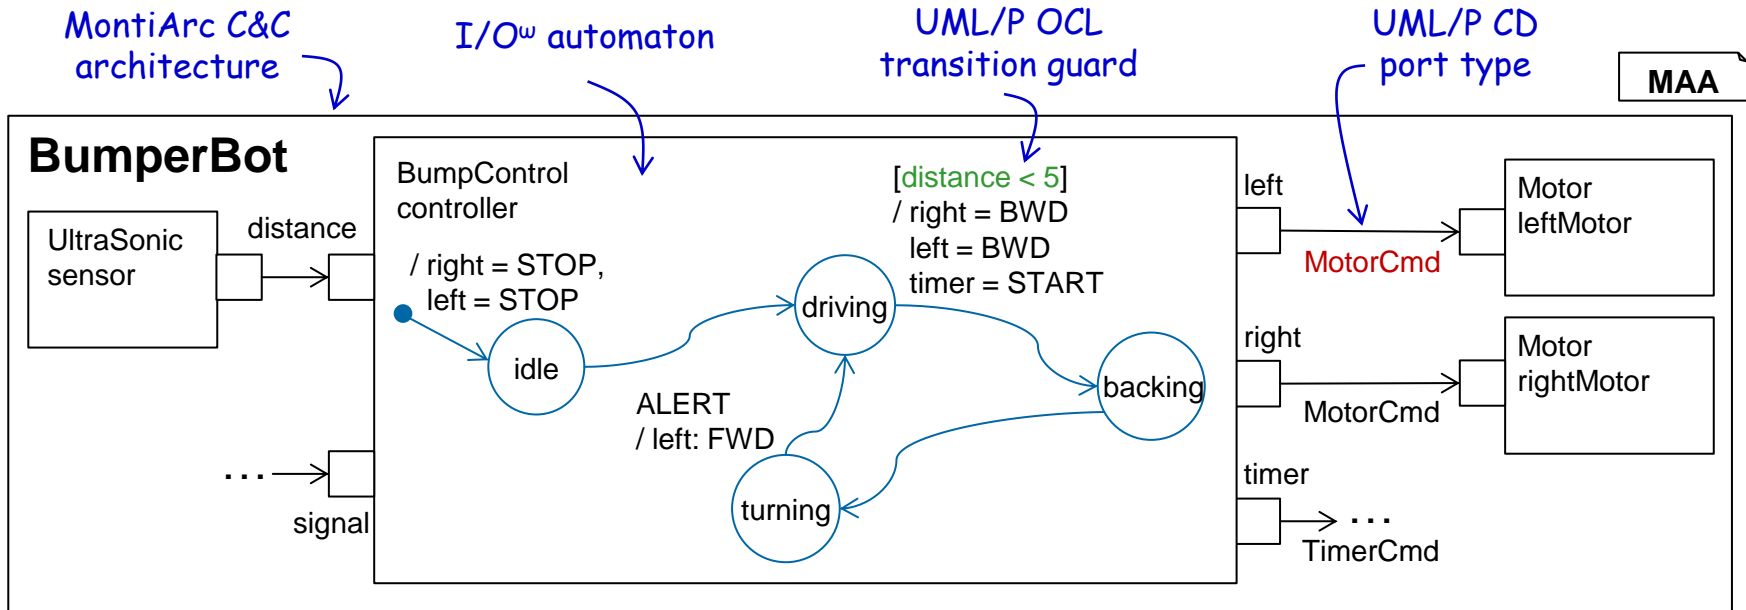 MontiArc C&C
architecture
I/Oω automaton
UML/P OCL
transition guard
UML/P CD
port type
MAA
BumperBot
UltraSonic
sensor
distance
BumpControl
controller
/ right = STOP,
left = STOP
[distance < 5]
/ right = BWD
left = BWD
timer = START
idle
driving
backing
turning
ALERT
/ left: FWD
...
signal
left
MotorCmd
Motor
leftMotor
right
MotorCmd
Motor
rightMotor
timer
...
TimerCmd